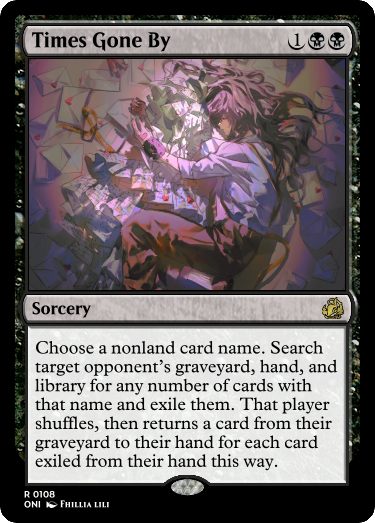 Times Gone By 1
Sorcery
Choose a nonland card name. Search
target opponent's graveyard, hand, and
library for any number of cards with
that name and exile them. That player
shuffles, then returns a card from their
graveyard to their hand for each card
exiled from their hand this way.
R 0108
ONI Fhillia lili